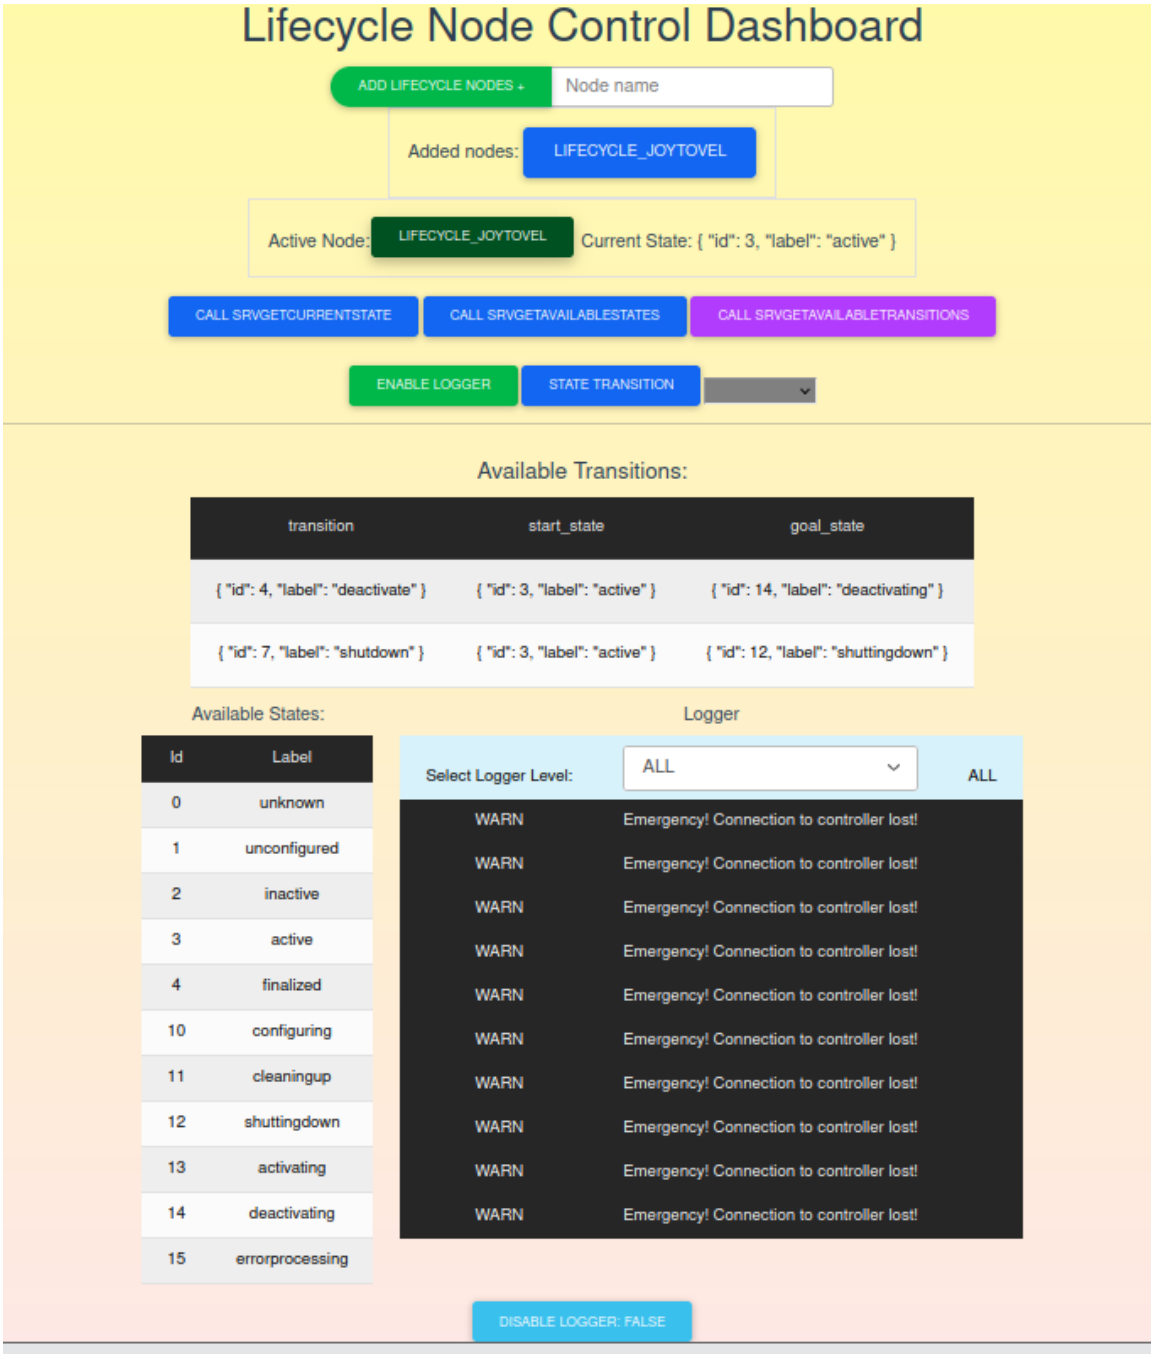 Lifecycle Node Control Dashboard
ADD LIFECYCLE NODES + Node name
Added nodes: LIFECYCLE_JOYTOVEL
Active Node: LIFECYCLE_JOYTOVEL Current State: { "id": 3, "label": "active" }
CALL SRVGETCURRENTSTATE CALL SRVGETAVAILABLESTATES CALL SRVGETAVAILABLETRANSITIONS
ENABLE LOGGER STATE TRANSITION
Available Transitions:
transition start_state goal_state
{ "id": 4, "label": "deactivate" } { "id": 3, "label": "active" } { "id": 14, "label": "deactivating" }
{ "id": 7, "label": "shutdown" } { "id": 3, "label": "active" } { "id": 12, "label": "shuttingdown" }
Available States:
Id Label
0 unknown
1 unconfigured
2 inactive
3 active
4 finalized
10 configuring
11 cleaningup
12 shuttingdown
13 activating
14 deactivating
15 errorprocessing
Logger
Select Logger Level: ALL ALL
WARN Emergency! Connection to controller lost!
WARN Emergency! Connection to controller lost!
WARN Emergency! Connection to controller lost!
WARN Emergency! Connection to controller lost!
WARN Emergency! Connection to controller lost!
WARN Emergency! Connection to controller lost!
WARN Emergency! Connection to controller lost!
WARN Emergency! Connection to controller lost!
WARN Emergency! Connection to controller lost!
WARN Emergency! Connection to controller lost!
DISABLE LOGGER: FALSE